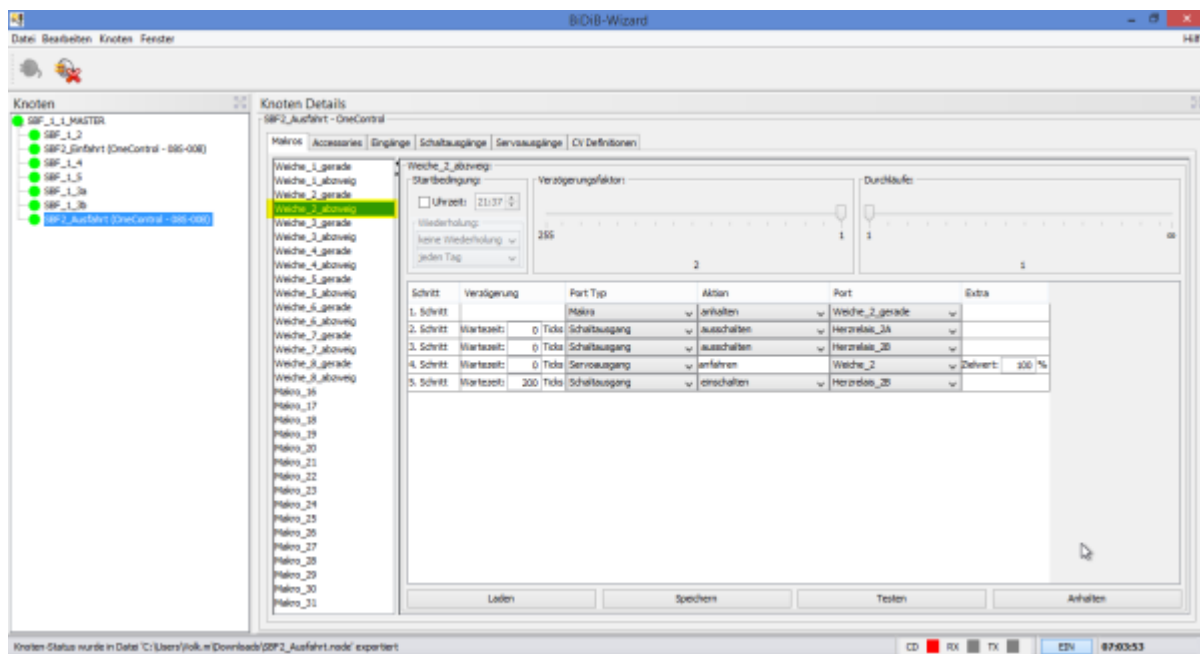 BiDiB-Wizard
Datei Bearbeiten Knoten Fenster
Hilf
Knoten
SBF_1_1_MASTER
SBF_1_2
SBF2_Einfahrt (OneControl - 085-008)
SBF_1_4
SBF_1_5
SBF_1_3a
SBF_1_3b
SBF2_Ausfahrt (OneControl - 085-008)
Knoten Details
SBF2_Ausfahrt - OneControl
Makros Accessories Eingänge Schaltausgänge Servoausgänge CV Definitionen
Weiche_1_gerade
Weiche_1_abzweig
Weiche_2_gerade
Weiche_2_abzweig
Weiche_3_gerade
Weiche_3_abzweig
Weiche_4_gerade
Weiche_4_abzweig
Weiche_5_gerade
Weiche_5_abzweig
Weiche_6_gerade
Weiche_6_abzweig
Weiche_7_gerade
Weiche_7_abzweig
Weiche_8_gerade
Weiche_8_abzweig
Makro_16
Makro_17
Makro_18
Makro_19
Makro_20
Makro_21
Makro_22
Makro_23
Makro_24
Makro_25
Makro_26
Makro_27
Makro_28
Makro_29
Makro_30
Makro_31
Weiche_2_abzweig:
Startbedingung:
Uhrzeit: 21:37
Wiederholung:
keine Wiederholung
jeden Tag
Verzögerungsfaktor:
255 1
2
Durchläufe:
1 ∞
1
Schritt Verzögerung Port Typ Aktion Port Extra
1. Schritt Makro anhalten Weiche_2_gerade
2. Schritt Wartezeit: 0 Ticks Schaltausgang ausschalten Herzrelais_2A
3. Schritt Wartezeit: 0 Ticks Schaltausgang ausschalten Herzrelais_2B
4. Schritt Wartezeit: 0 Ticks Servoausgang anfahren Weiche_2 Zielwert: 100 %
5. Schritt Wartezeit: 200 Ticks Schaltausgang einschalten Herzrelais_2B
Laden Speichern Testen Anhalten
Knoten-Status wurde in Datei 'C:\Users\Volk.m\Downloads\SBF2_Ausfahrt.node' exportiert
CD RX TX EIN 07:03:53